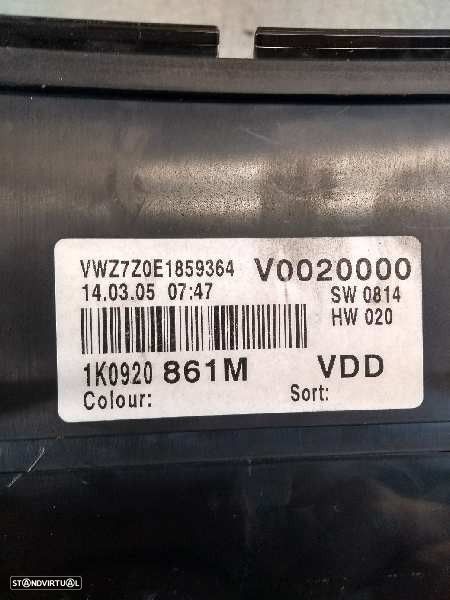 VWZ7Z0E1859364 V0020000
14.03.05 07:47 SW 0814
HW 020
1K0920 861M VDD
Colour: Sort:
STANDVIRTUAL